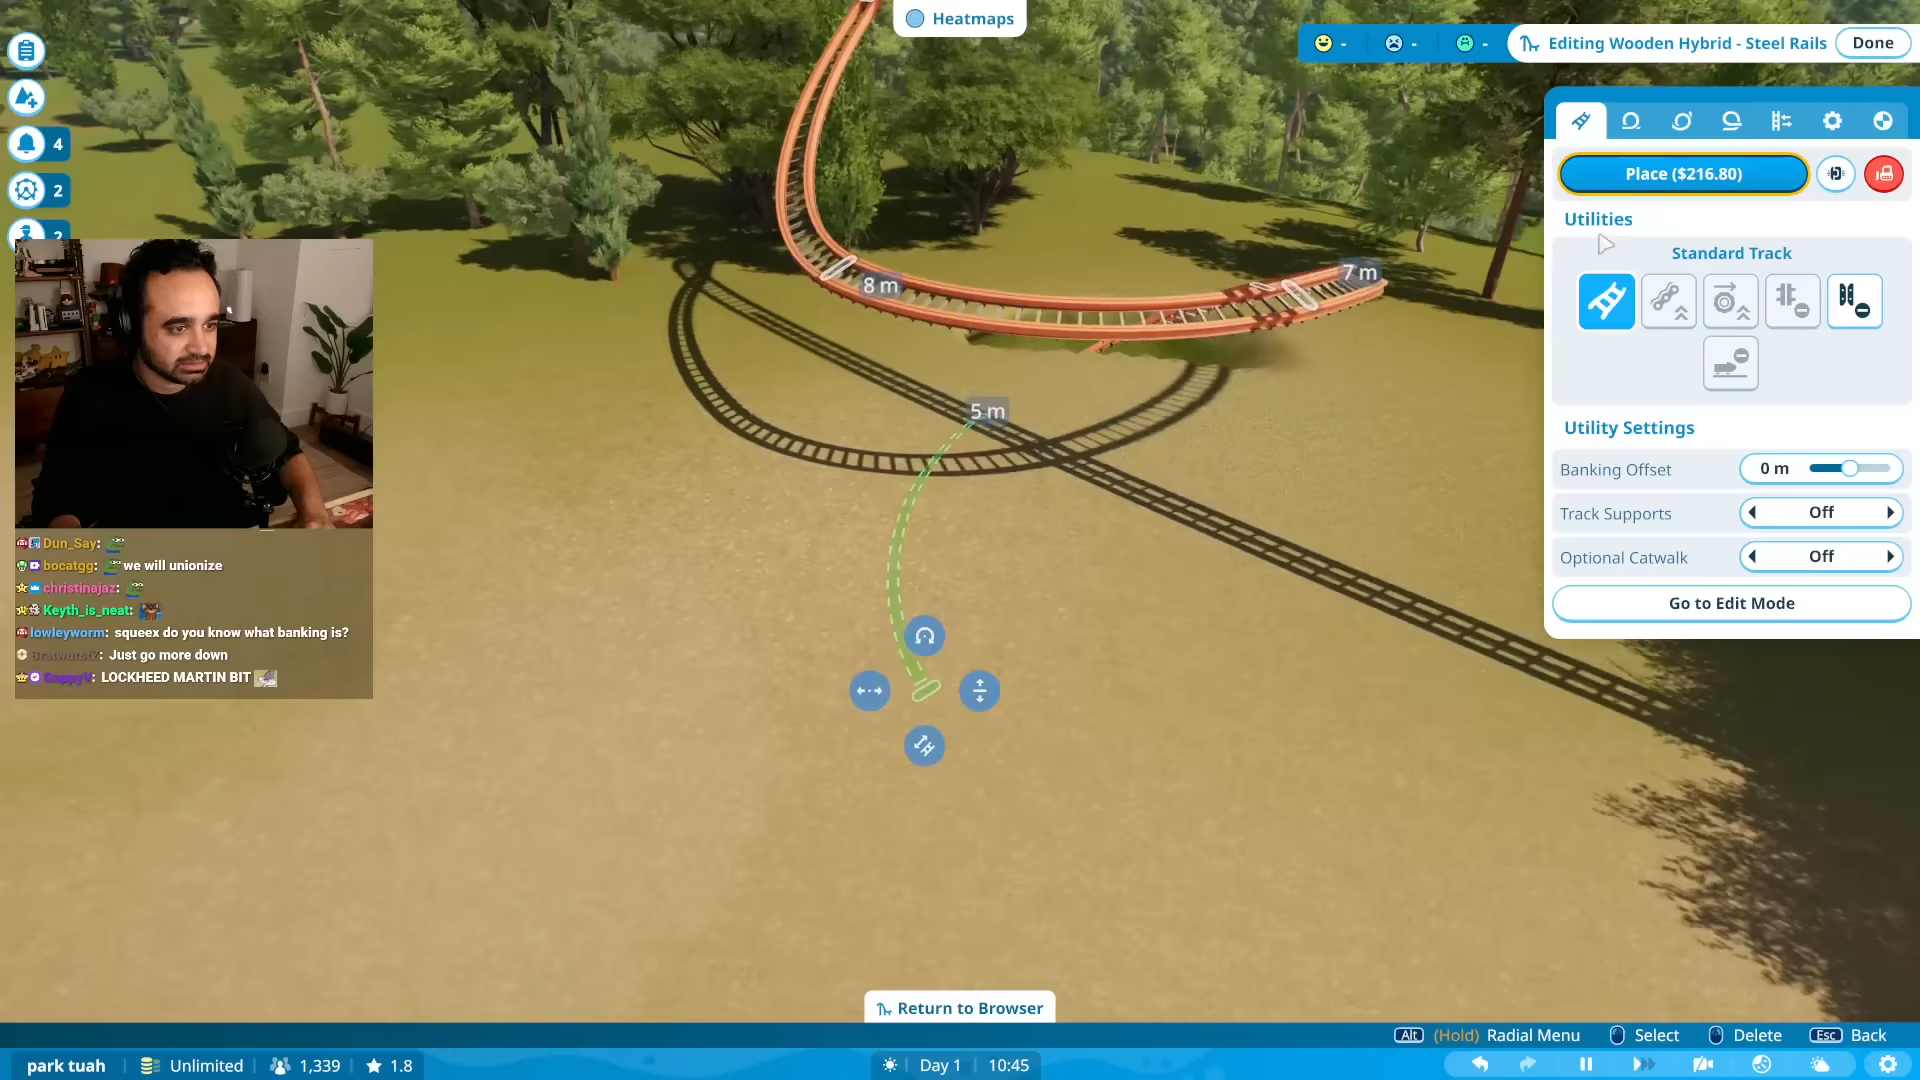 Heatmaps
Editing Wooden Hybrid - Steel Rails
Done
4
2
2
Place ($216.80)
Utilities
Standard Track
Utility Settings
Banking Offset
0 m
Track Supports
Off
Optional Catwalk
Off
Go to Edit Mode
8 m
7 m
5 m
Dun_Say:
bocatgg: we will unionize
christinajaz:
Keyth_is_neat:
lowleyworm: squeex do you know what banking is?
: Just go more down
GappyV: LOCKHEED MARTIN BIT
Return to Browser
Alt (Hold) Radial Menu Select Delete Esc Back
park tuah Unlimited 1,339 1.8 Day 1 10:45